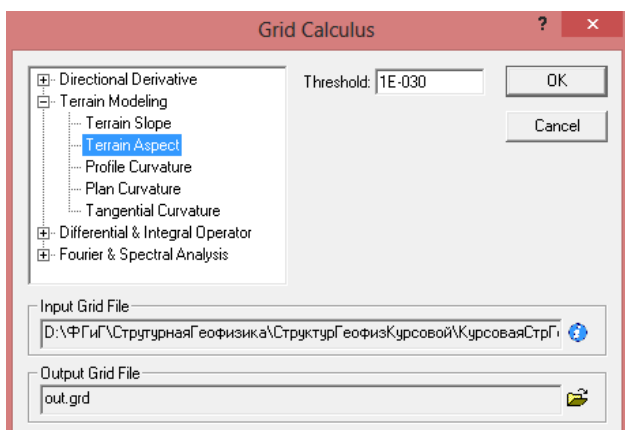 Grid Calculus ? ×
Directional Derivative
Terrain Modeling
Terrain Slope
Terrain Aspect
Profile Curvature
Plan Curvature
Tangential Curvature
Differential & Integral Operator
Fourier & Spectral Analysis
Threshold: 1E-030
OK
Cancel
Input Grid File
D:\ФГиГ\СтрутурнаяГеофизика\СтруктурГеофизКурсовой\КурсоваяСтрГ
Output Grid File
out.grd